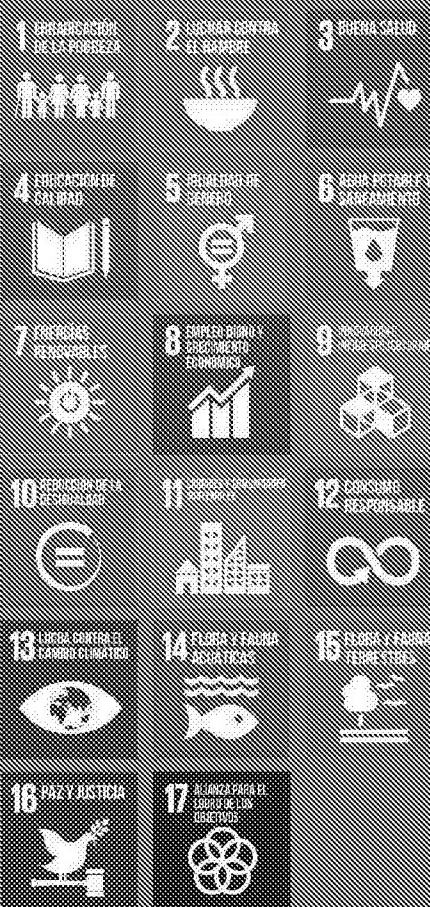 1 ERRADICACIÓN
DE LA POBREZA
2 LUCHAR CONTRA
EL HAMBRE
3 BUENA SALUD
4 EDUCACIÓN DE
CALIDAD
5 IGUALDAD DE
GÉNERO
6 AGUA POTABLE Y
SANEAMIENTO
7 ENERGÍAS
RENOVABLES
8 EMPLEO DIGNO Y
CRECIMIENTO
ECONÓMICO
9
10 REDUCCIÓN DE LA
DESIGUALDAD
11
12 CONSUMO
RESPONSABLE
13 LUCHA CONTRA EL
CAMBIO CLIMÁTICO
14 FLORA Y FAUNA
ACUÁTICAS
15 FLORA Y FAUNA
TERRESTRES
16 PAZ Y JUSTICIA
17 ALIANZA PARA EL
LOGRO DE LOS
OBJETIVOS